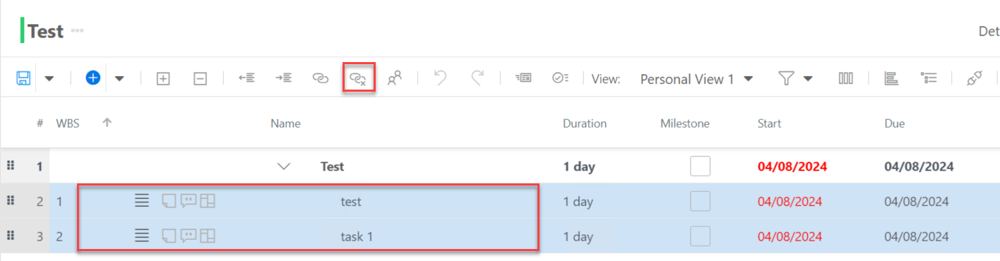 Test
Det
View: Personal View 1
# WBS Name Duration Milestone Start Due
1 Test 1 day 04/08/2024 04/08/2024
2 1 test 1 day 04/08/2024 04/08/2024
3 2 task 1 1 day 04/08/2024 04/08/2024